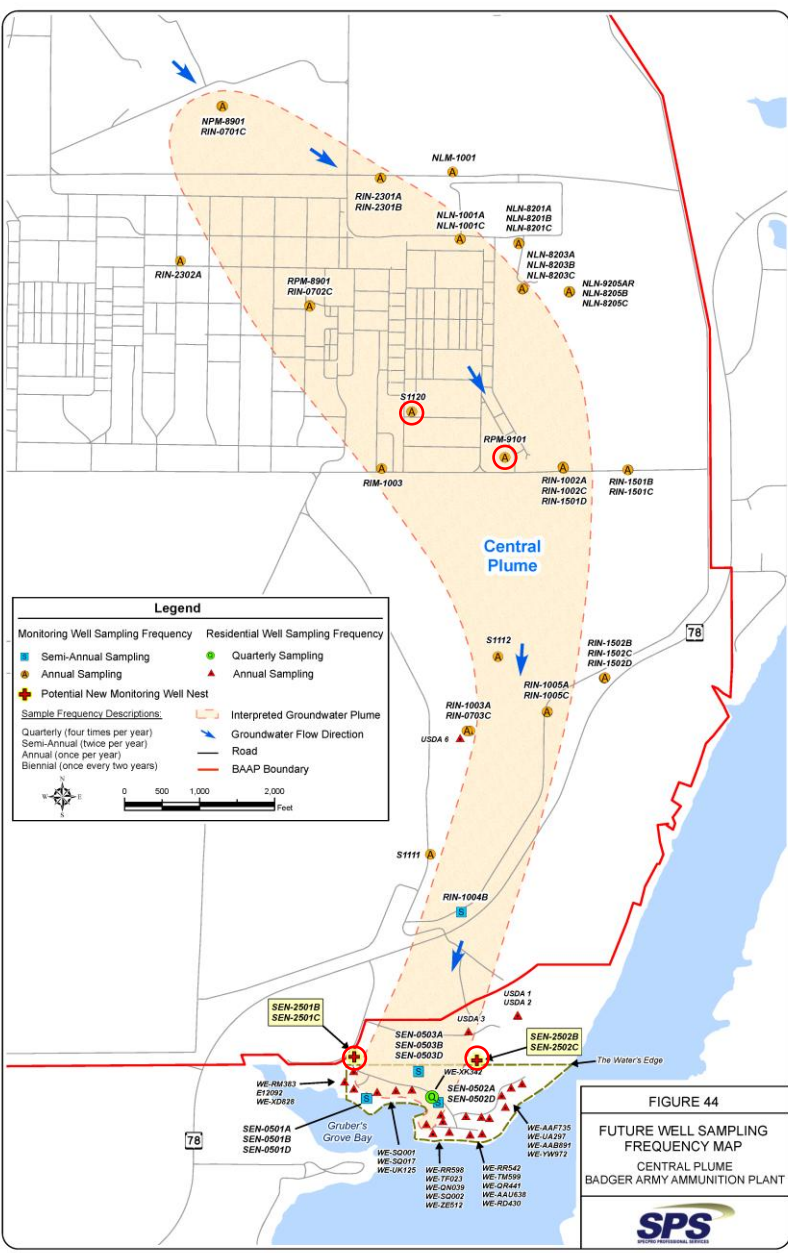 NPM-8901
RIN-0701C
NLM-1001
RIN-2301A
RIN-2301B
NLN-1001A
NLN-1001C
NLN-8201A
NLN-8201B
NLN-8201C
NLN-8203A
NLN-8203B
NLN-8203C
RIN-2302A
RPM-8901
RIN-0702C
NLN-9205AR
NLN-8205B
NLN-8205C
S1120
RPM-9101
RIM-1003
RIN-1002A
RIN-1002C
RIN-1501D
RIN-1501B
RIN-1501C
Central
Plume
Legend
Monitoring Well Sampling Frequency
S Semi-Annual Sampling
A Annual Sampling
Potential New Monitoring Well Nest
Residential Well Sampling Frequency
Q Quarterly Sampling
Annual Sampling
Sample Frequency Descriptions:
Quarterly (four times per year)
Semi-Annual (twice per year)
Annual (once per year)
Biennial (once every two years)
Interpreted Groundwater Plume
Groundwater Flow Direction
Road
BAAP Boundary
N
W E
S
0 500 1,000 2,000
Feet
78
S1112
RIN-1502B
RIN-1502C
RIN-1502D
RIN-1005A
RIN-1005C
RIN-1003A
RIN-0703C
USDA 6
S1111
RIN-1004B
USDA 1
USDA 2
USDA 3
SEN-2501B
SEN-2501C
SEN-0503A
SEN-0503B
SEN-0503D
SEN-2502B
SEN-2502C
The Water's Edge
WE-XK342
WE-RM383
E12092
WE-XD828
SEN-0502A
SEN-0502D
SEN-0501A
SEN-0501B
SEN-0501D
Gruber's
Grove Bay
WE-SQ001
WE-SQ017
WE-UK125
WE-RR598
WE-TF023
WE-QN039
WE-SQ002
WE-ZE512
WE-RR542
WE-TM599
WE-QR441
WE-AAU638
WE-RD430
WE-AAF735
WE-UA297
WE-AAB891
WE-YW972
78
FIGURE 44
FUTURE WELL SAMPLING
FREQUENCY MAP
CENTRAL PLUME
BADGER ARMY AMMUNITION PLANT
SPS
SPECPRO PROFESSIONAL SERVICES